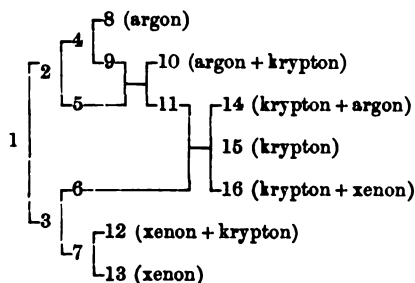 8 (argon)
4
9 10 (argon + krypton)
2
5 11 14 (krypton + argon)
1 15 (krypton)
6 16 (krypton + xenon)
3
12 (xenon + krypton)
7
13 (xenon)